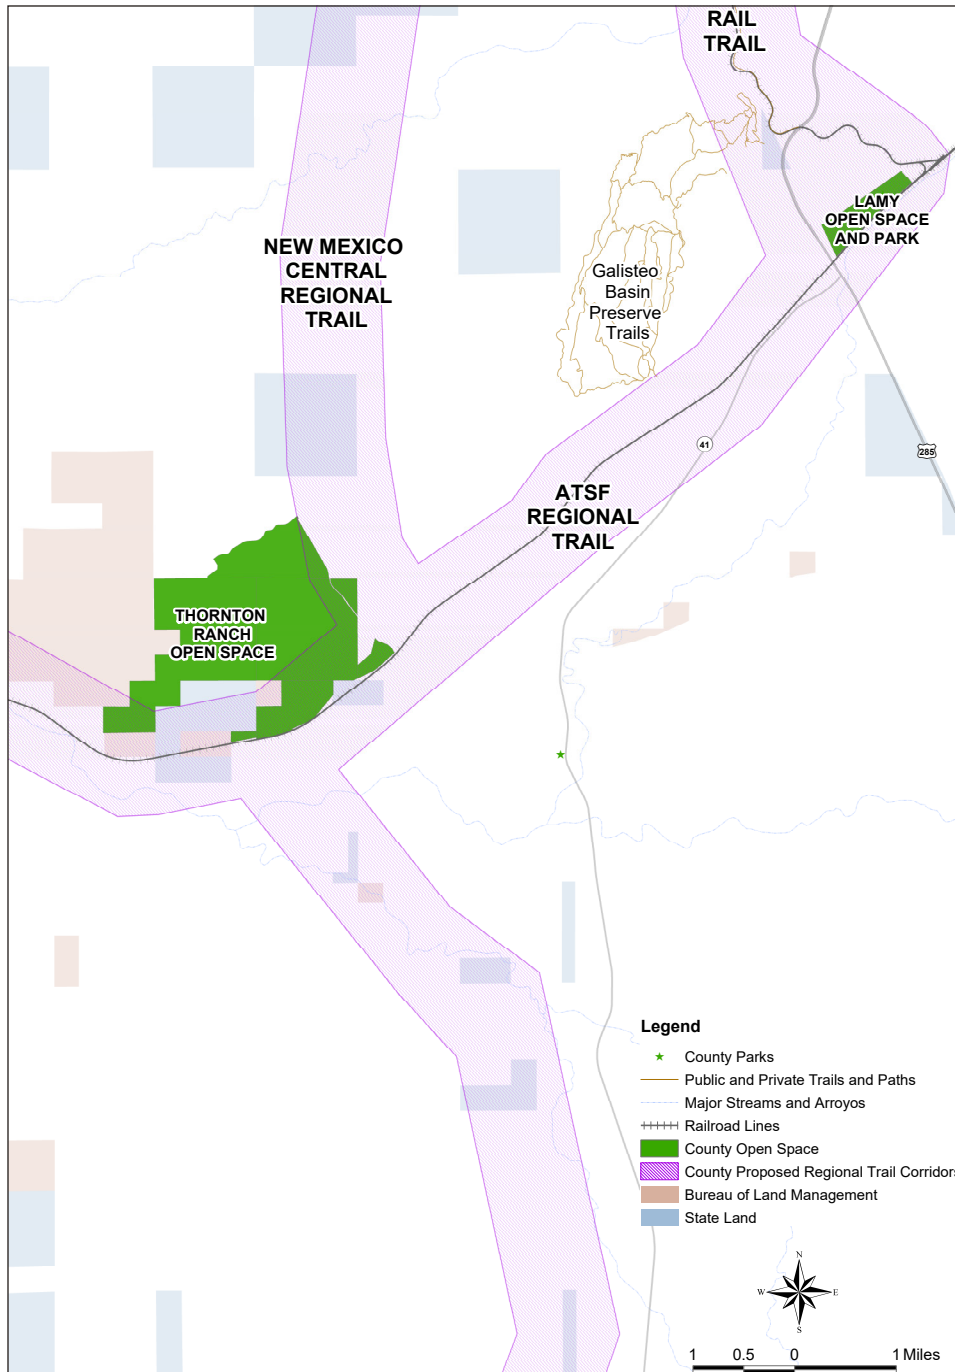 RAIL
TRAIL
LAMY
OPEN SPACE
AND PARK
NEW MEXICO
CENTRAL
REGIONAL
TRAIL
Galisteo
Basin
Preserve
Trails
41
285
ATSF
REGIONAL
TRAIL
THORNTON
RANCH
OPEN SPACE
Legend
County Parks
Public and Private Trails and Paths
Major Streams and Arroyos
Railroad Lines
County Open Space
County Proposed Regional Trail Corridors
Bureau of Land Management
State Land
N
W E
S
1 0.5 0 1 Miles